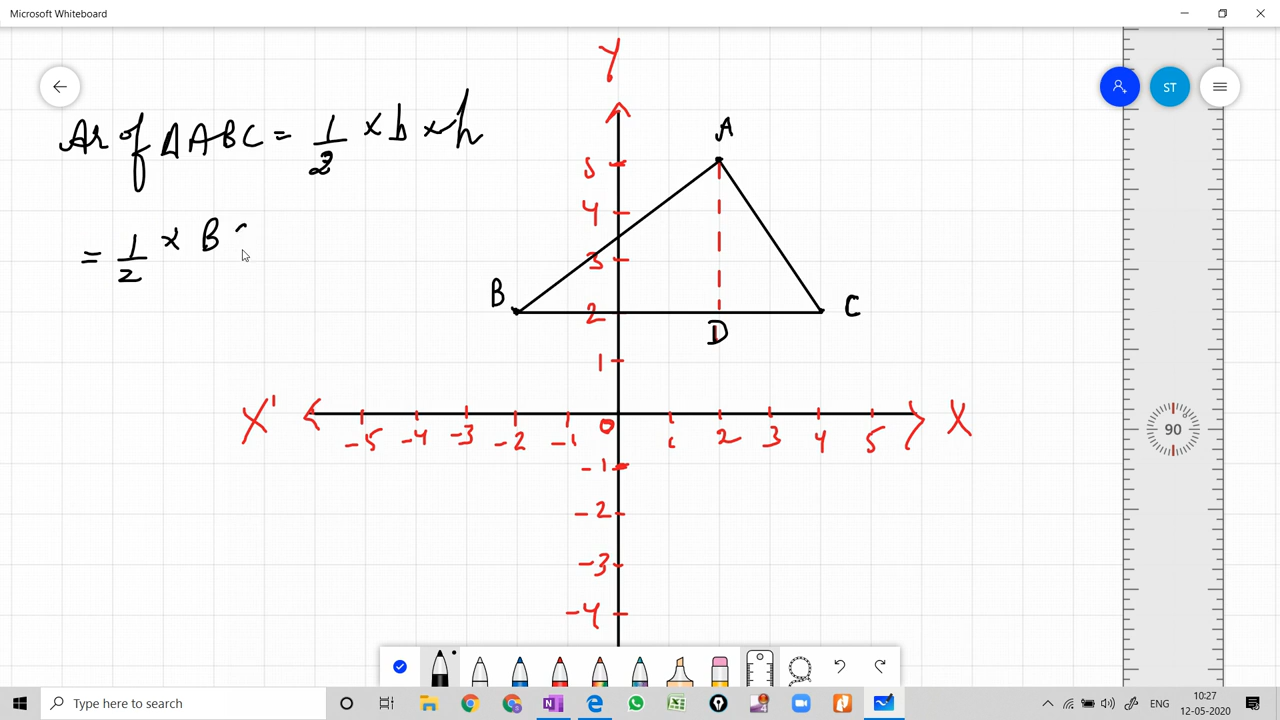 Microsoft Whiteboard
ST
Y
Ar of ΔABC = 1/2 × b × h
A
5
4
= 1/2 × B
3
B
2
C
D
1
X'
X
0
-5 -4 -3 -2 -1 1 2 3 4 5
90
-1
-2
-3
-4
Type here to search
ENG
10:27
12-05-2020